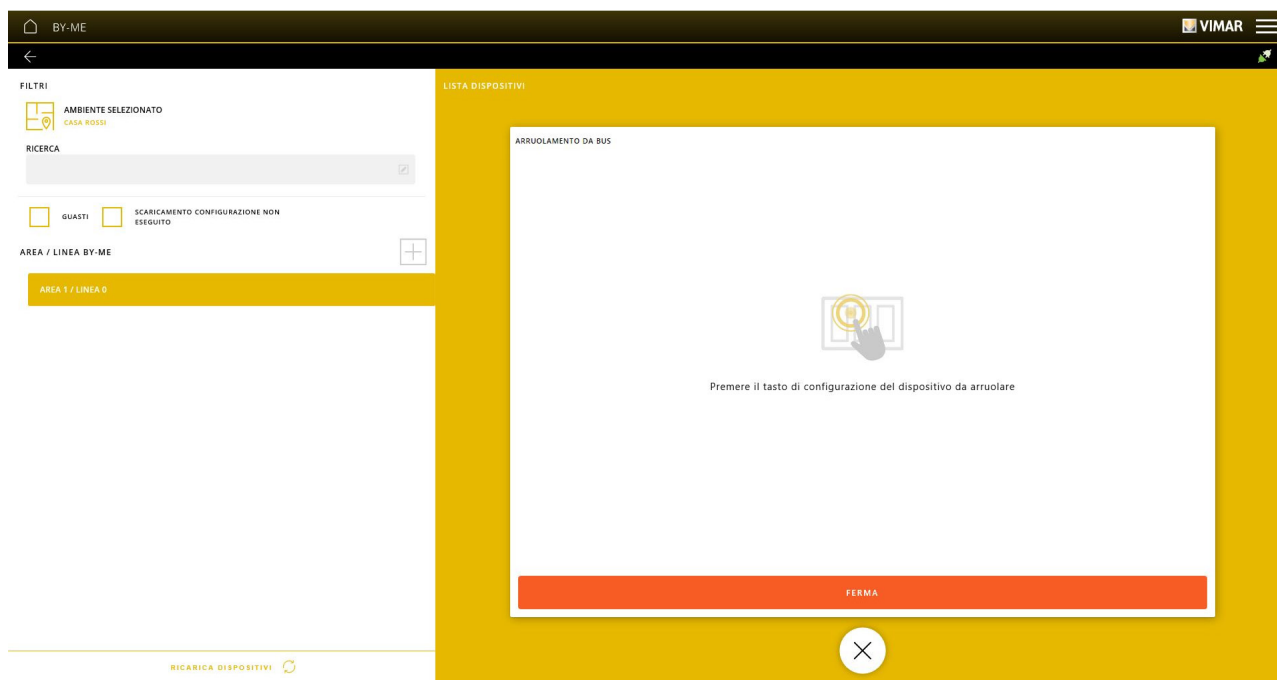 BY-ME
VIMAR
FILTRI
AMBIENTE SELEZIONATO
CASA ROSSI
RICERCA
GUASTI
SCARICAMENTO CONFIGURAZIONE NON
ESEGUITO
AREA / LINEA BY-ME
AREA 1 / LINEA 0
RICARICA DISPOSITIVI
LISTA DISPOSITIVI
ARRUOLAMENTO DA BUS
Premere il tasto di configurazione del dispositivo da arruolare
FERMA